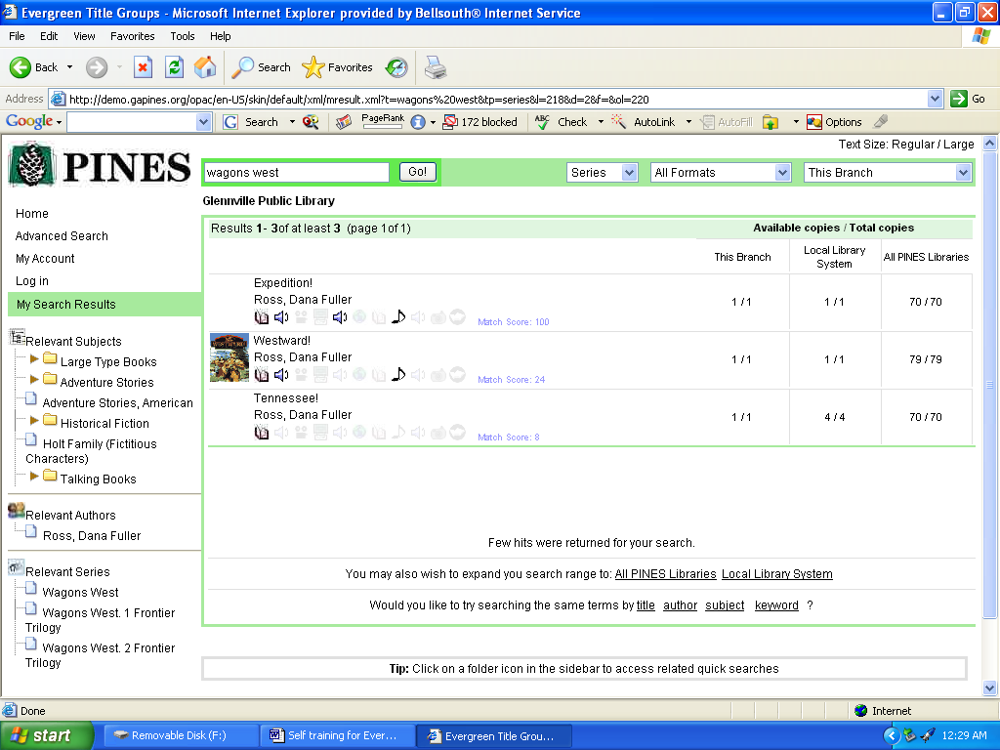 Evergreen Title Groups - Microsoft Internet Explorer provided by Bellsouth® Internet Service
File Edit View Favorites Tools Help
Back Search Favorites
Address http://demo.gapines.org/opac/en-US/skin/default/xml/mresult.xml?t=wagons%20west&tp=series&l=218&d=2&f=&ol=220 Go
Google G Search PageRank 172 blocked ABC Check AutoLink AutoFill Options
Text Size: Regular / Large
PINES
wagons west Go! Series All Formats This Branch
Glennville Public Library
Home
Advanced Search
My Account
Log in
My Search Results
Relevant Subjects
Large Type Books
Adventure Stories
Adventure Stories, American
Historical Fiction
Holt Family (Fictitious
Characters)
Talking Books
Relevant Authors
Ross, Dana Fuller
Relevant Series
Wagons West
Wagons West. 1 Frontier
Trilogy
Wagons West. 2 Frontier
Trilogy
Results 1- 3of at least 3 (page 1 of 1) Available copies / Total copies
This Branch Local Library System All PINES Libraries
Expedition!
Ross, Dana Fuller 1 / 1 1 / 1 70 / 70
Match Score: 100
WESTWARD
Westward!
Ross, Dana Fuller 1 / 1 1 / 1 79 / 79
Match Score: 24
Tennessee!
Ross, Dana Fuller 1 / 1 4 / 4 70 / 70
Match Score: 8
Few hits were returned for your search.
You may also wish to expand you search range to: All PINES Libraries Local Library System
Would you like to try searching the same terms by title author subject keyword ?
Tip: Click on a folder icon in the sidebar to access related quick searches
Done Internet
start Removable Disk (F:) Self training for Ever... Evergreen Title Grou... 12:29 AM